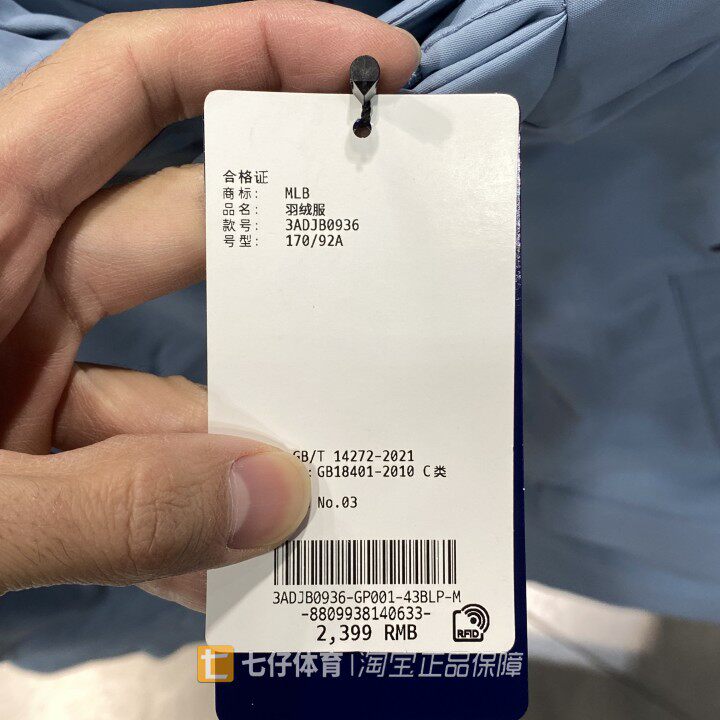 合格证
商标: MLB
品名: 羽绒服
款号: 3ADJB0936
号型: 170/92A
GB/T 14272-2021
: GB18401-2010 C类
No.03
3ADJB0936-GP001-43BLP-M
-8809938140633-
2,399 RMB
RFID
七仔体育|淘宝正品保障